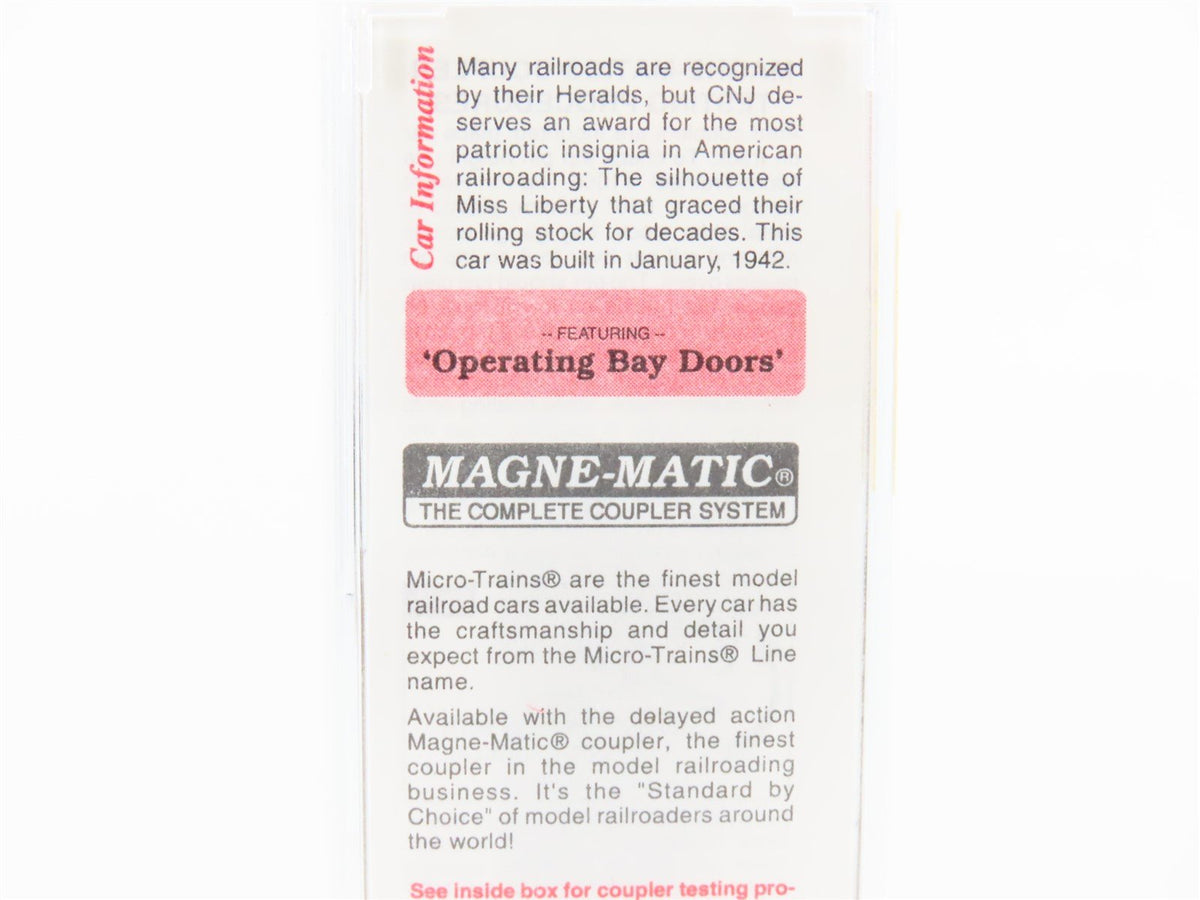 Car Information
Many railroads are recognized
by their Heralds, but CNJ de-
serves an award for the most
patriotic insignia in American
railroading: The silhouette of
Miss Liberty that graced their
rolling stock for decades. This
car was built in January, 1942.
-- FEATURING --
'Operating Bay Doors'
MAGNE-MATIC®
THE COMPLETE COUPLER SYSTEM
Micro-Trains® are the finest model
railroad cars available. Every car has
the craftsmanship and detail you
expect from the Micro-Trains® Line
name.
Available with the delayed action
Magne-Matic® coupler, the finest
coupler in the model railroading
business. It's the "Standard by
Choice" of model railroaders around
the world!
See inside box for coupler testing pro-